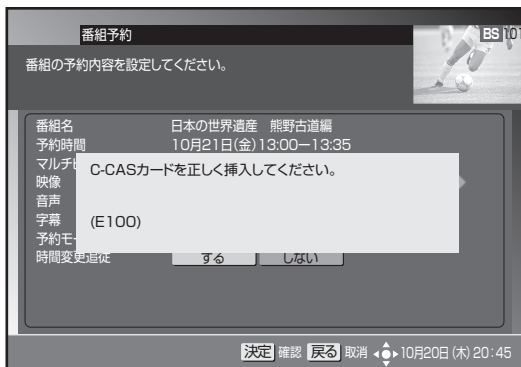 番組予約
BS 101
番組の予約内容を設定してください。
番組名 日本の世界遺産 熊野古道編
予約時間 10月21日(金)13:00ー13:35
マルチ
映像
音声
字幕
予約モー
時間変更追従 する しない
C-CASカードを正しく挿入してください。
(E100)
決定 確認 戻る 取消 10月20日(木)20:45